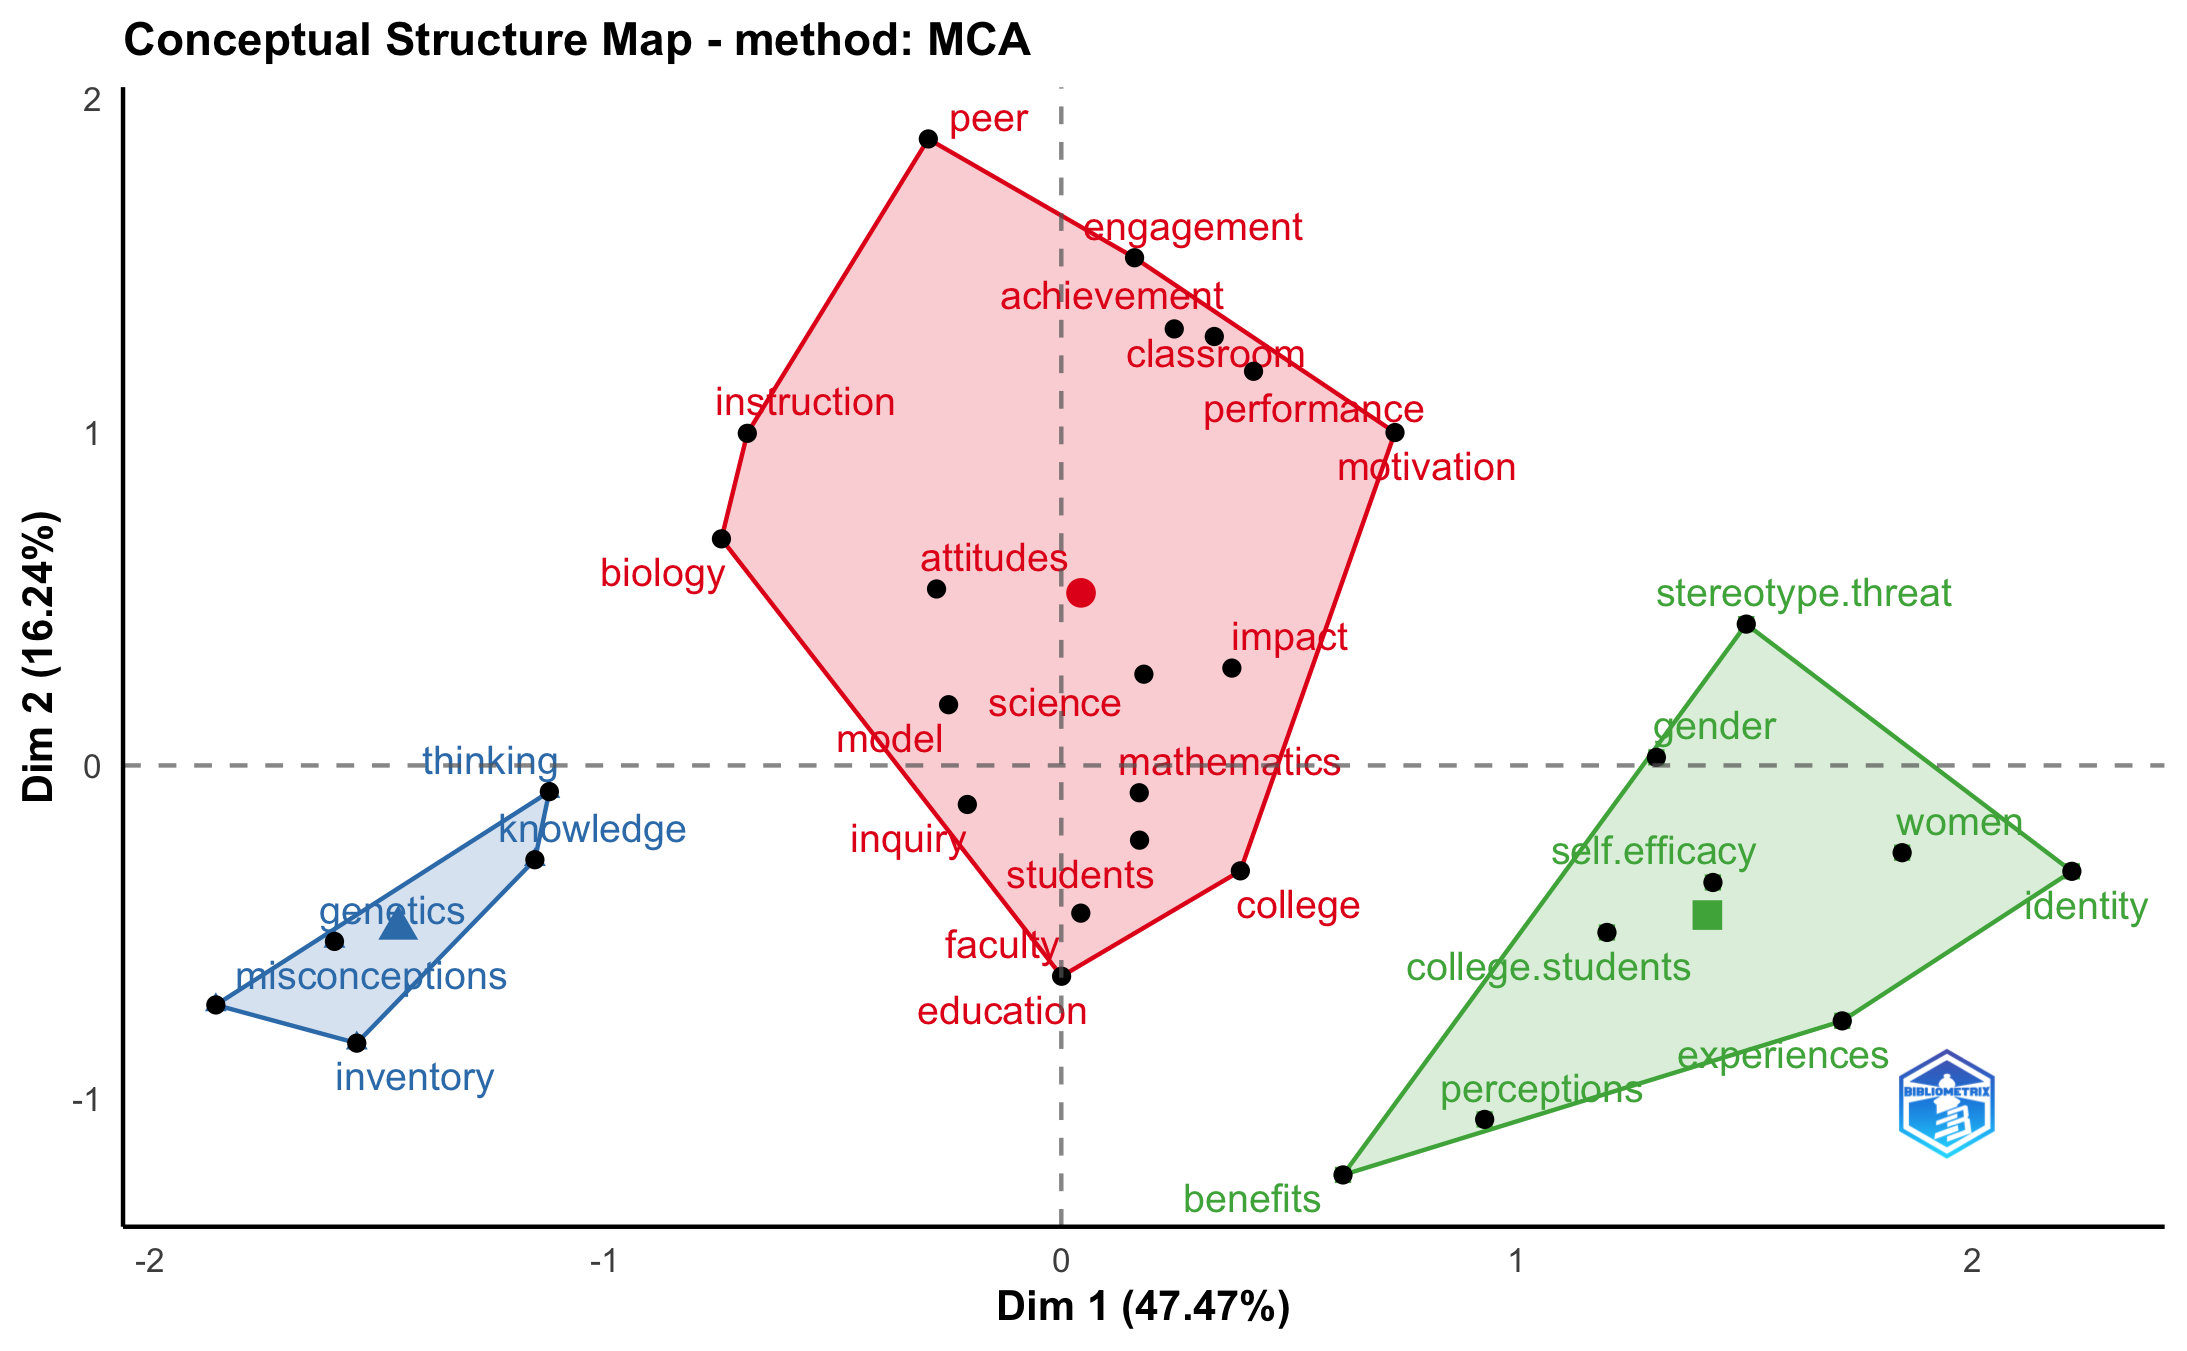 Conceptual Structure Map - method: MCA
2
peer
engagement
achievement
classroom
instruction
performance
1
motivation
attitudes
biology
stereotype.threat
impact
science
gender
model
thinking
mathematics
0
women
knowledge
inquiry
self.efficacy
students
genetics
college
identity
faculty
college.students
misconceptions
education
experiences
inventory
perceptions
-1
BIBLIOMETRIX
benefits
-2
-1
0
1
2
Dim 1 (47.47%)
Dim 2 (16.24%)